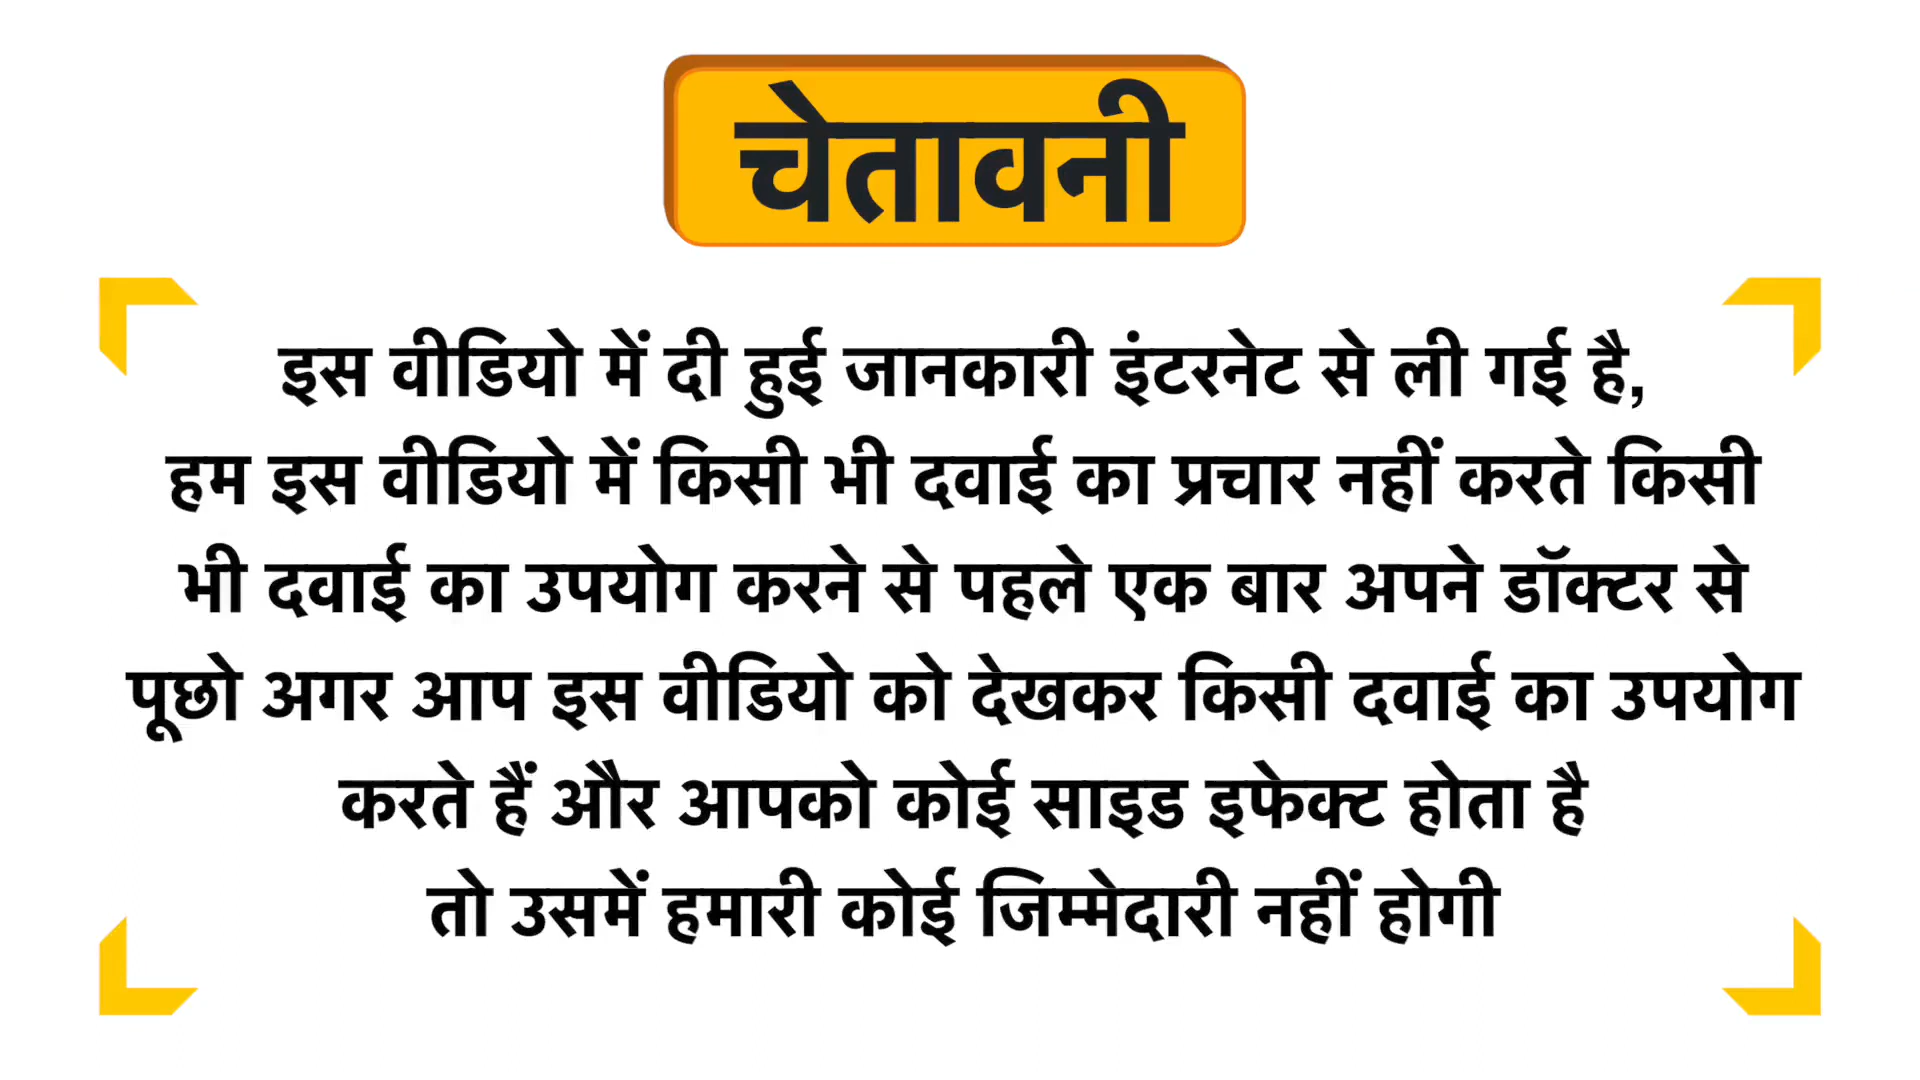 चेतावनी
इस वीडियो में दी हुई जानकारी इंटरनेट से ली गई है,
हम इस वीडियो में किसी भी दवाई का प्रचार नहीं करते किसी
भी दवाई का उपयोग करने से पहले एक बार अपने डॉक्टर से
पूछो अगर आप इस वीडियो को देखकर किसी दवाई का उपयोग
करते हैं और आपको कोई साइड इफेक्ट होता है
तो उसमें हमारी कोई जिम्मेदारी नहीं होगी